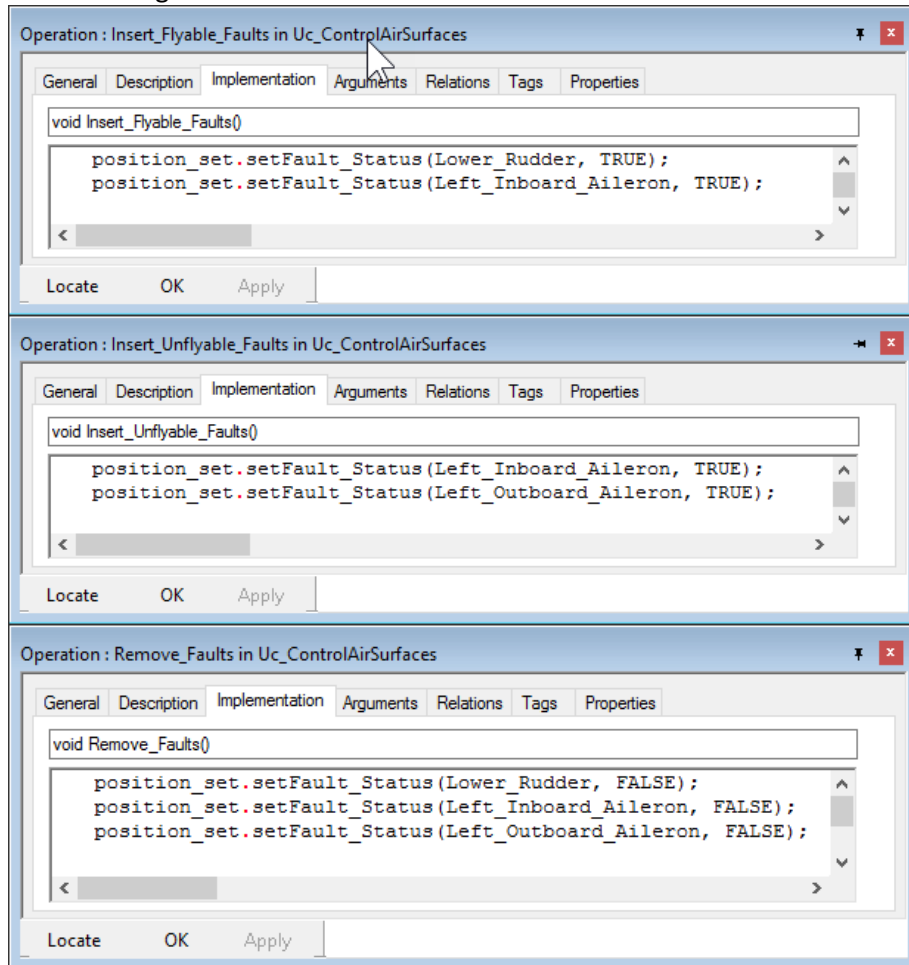 Operation : Insert_Flyable_Faults in Uc_ControlAirSurfaces
General Description Implementation Arguments Relations Tags Properties
void Insert_Flyable_Faults()
position_set.setFault_Status(Lower_Rudder, TRUE);
position_set.setFault_Status(Left_Inboard_Aileron, TRUE);
Locate OK Apply
Operation : Insert_Unflyable_Faults in Uc_ControlAirSurfaces
General Description Implementation Arguments Relations Tags Properties
void Insert_Unflyable_Faults()
position_set.setFault_Status(Left_Inboard_Aileron, TRUE);
position_set.setFault_Status(Left_Outboard_Aileron, TRUE);
Locate OK Apply
Operation : Remove_Faults in Uc_ControlAirSurfaces
General Description Implementation Arguments Relations Tags Properties
void Remove_Faults()
position_set.setFault_Status(Lower_Rudder, FALSE);
position_set.setFault_Status(Left_Inboard_Aileron, FALSE);
position_set.setFault_Status(Left_Outboard_Aileron, FALSE);
Locate OK Apply